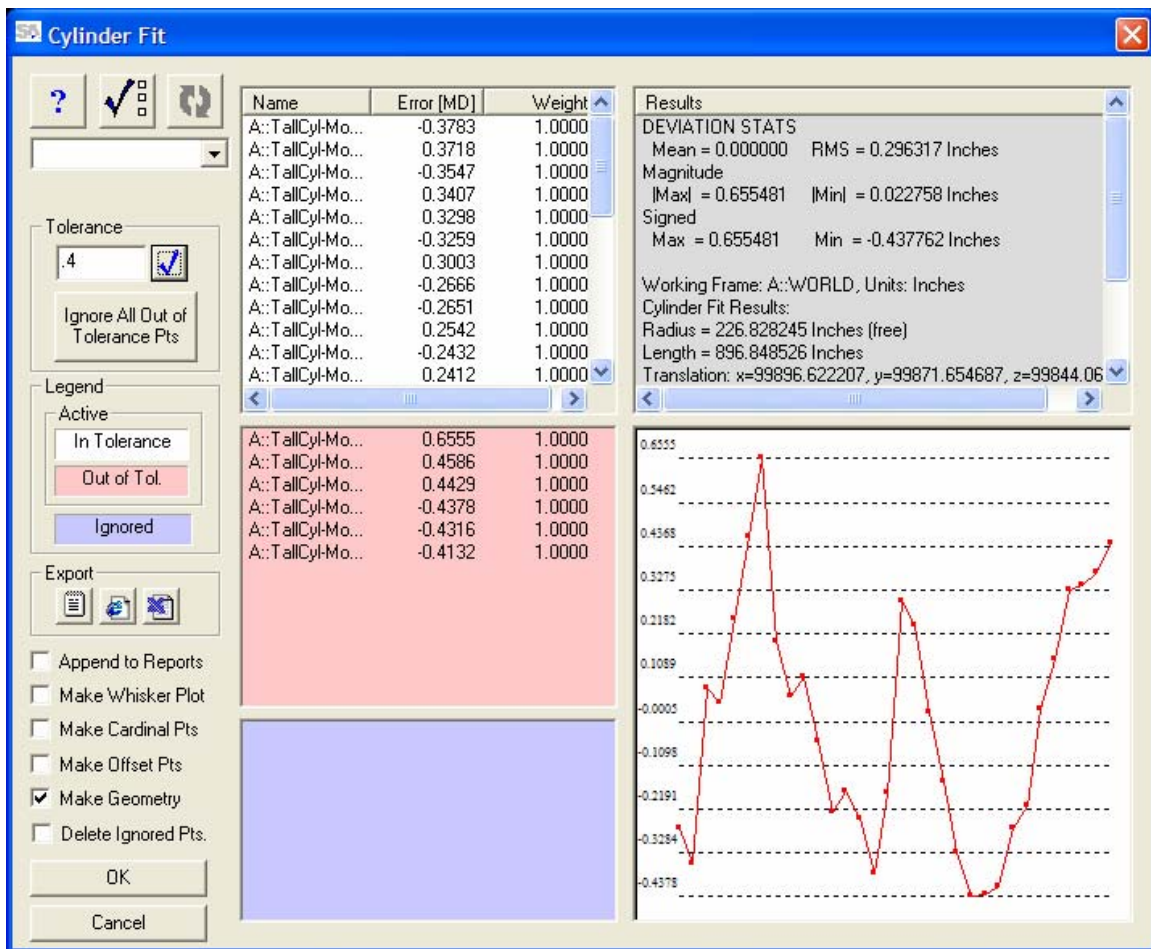 SA Cylinder Fit
?
Tolerance
.4
Ignore All Out of
Tolerance Pts
Legend
Active
In Tolerance
Out of Tol.
Ignored
Export
Append to Reports
Make Whisker Plot
Make Cardinal Pts
Make Offset Pts
Make Geometry
Delete Ignored Pts.
OK
Cancel
Name Error [MD] Weight
A::TallCyl-Mo... -0.3783 1.0000
A::TallCyl-Mo... 0.3718 1.0000
A::TallCyl-Mo... -0.3547 1.0000
A::TallCyl-Mo... 0.3407 1.0000
A::TallCyl-Mo... 0.3298 1.0000
A::TallCyl-Mo... -0.3259 1.0000
A::TallCyl-Mo... 0.3003 1.0000
A::TallCyl-Mo... -0.2666 1.0000
A::TallCyl-Mo... -0.2651 1.0000
A::TallCyl-Mo... 0.2542 1.0000
A::TallCyl-Mo... -0.2432 1.0000
A::TallCyl-Mo... 0.2412 1.0000
A::TallCyl-Mo... 0.6555 1.0000
A::TallCyl-Mo... 0.4586 1.0000
A::TallCyl-Mo... 0.4429 1.0000
A::TallCyl-Mo... -0.4378 1.0000
A::TallCyl-Mo... -0.4316 1.0000
A::TallCyl-Mo... -0.4132 1.0000
Results
DEVIATION STATS
Mean = 0.000000 RMS = 0.296317 Inches
Magnitude
|Max| = 0.655481 |Min| = 0.022758 Inches
Signed
Max = 0.655481 Min = -0.437762 Inches
Working Frame: A::WORLD, Units: Inches
Cylinder Fit Results:
Radius = 226.828245 Inches (free)
Length = 896.848526 Inches
Translation: x=99896.622207, y=99871.654687, z=99844.06
0.6555
0.5462
0.4368
0.3275
0.2182
0.1089
-0.0005
-0.1098
-0.2191
-0.3284
-0.4378